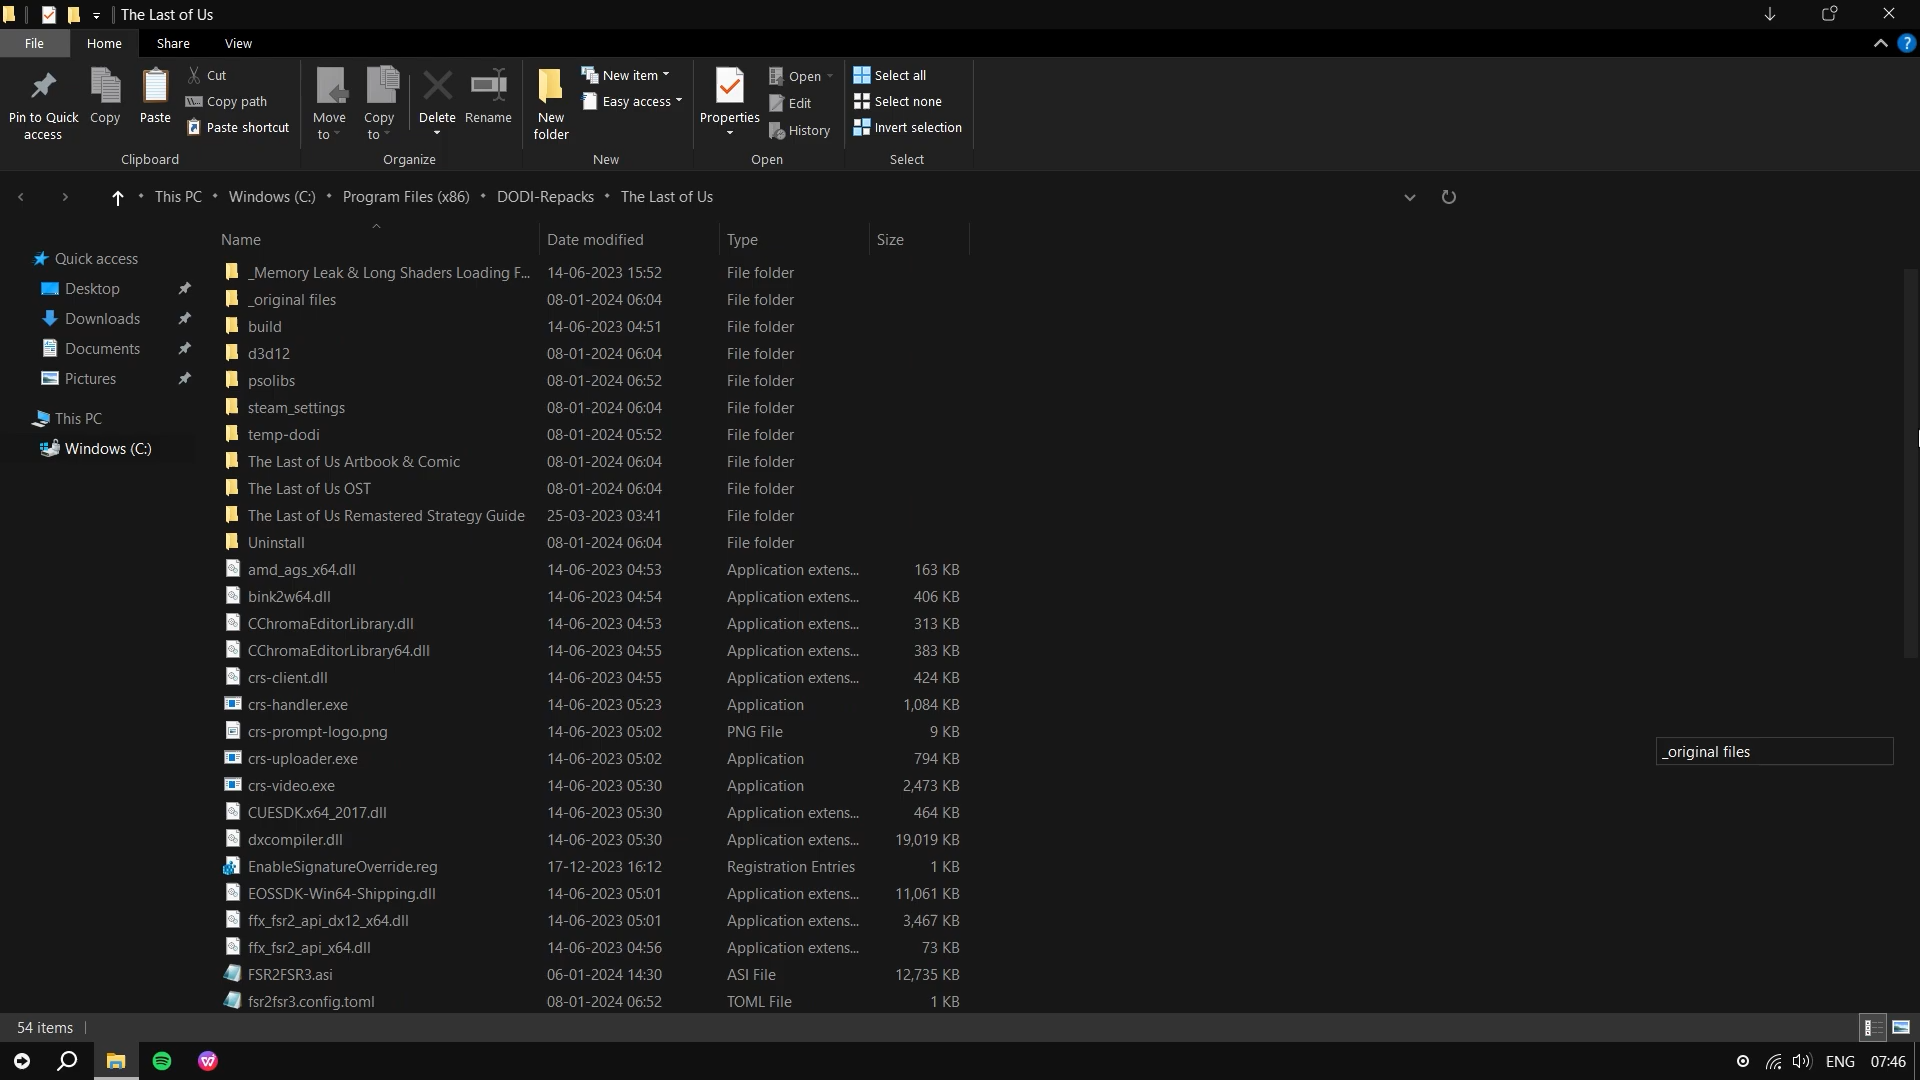 The Last of Us
File Home Share View
Pin to Quick access
Copy
Paste
Cut
Copy path
Paste shortcut
Clipboard
Move to
Copy to
Delete
Rename
Organize
New folder
New item
Easy access
New
Properties
Open
Edit
History
Open
Select all
Select none
Invert selection
Select
This PC Windows (C:) Program Files (x86) DODI-Repacks The Last of Us
Quick access
Desktop
Downloads
Documents
Pictures
This PC
Windows (C:)
Name Date modified Type Size
_Memory Leak & Long Shaders Loading F... 14-06-2023 15:52 File folder
_original files 08-01-2024 06:04 File folder
build 14-06-2023 04:51 File folder
d3d12 08-01-2024 06:04 File folder
psolibs 08-01-2024 06:52 File folder
steam_settings 08-01-2024 06:04 File folder
temp-dodi 08-01-2024 05:52 File folder
The Last of Us Artbook & Comic 08-01-2024 06:04 File folder
The Last of Us OST 08-01-2024 06:04 File folder
The Last of Us Remastered Strategy Guide 25-03-2023 03:41 File folder
Uninstall 08-01-2024 06:04 File folder
amd_ags_x64.dll 14-06-2023 04:53 Application extens... 163 KB
bink2w64.dll 14-06-2023 04:54 Application extens... 406 KB
CChromaEditorLibrary.dll 14-06-2023 04:53 Application extens... 313 KB
CChromaEditorLibrary64.dll 14-06-2023 04:55 Application extens... 383 KB
crs-client.dll 14-06-2023 04:55 Application extens... 424 KB
crs-handler.exe 14-06-2023 05:23 Application 1,084 KB
crs-prompt-logo.png 14-06-2023 05:02 PNG File 9 KB
crs-uploader.exe 14-06-2023 05:02 Application 794 KB
crs-video.exe 14-06-2023 05:30 Application 2,473 KB
CUESDK.x64_2017.dll 14-06-2023 05:30 Application extens... 464 KB
dxcompiler.dll 14-06-2023 05:30 Application extens... 19,019 KB
EnableSignatureOverride.reg 17-12-2023 16:12 Registration Entries 1 KB
EOSSDK-Win64-Shipping.dll 14-06-2023 05:01 Application extens... 11,061 KB
ffx_fsr2_api_dx12_x64.dll 14-06-2023 05:01 Application extens... 3,467 KB
ffx_fsr2_api_x64.dll 14-06-2023 04:56 Application extens... 73 KB
FSR2FSR3.asi 06-01-2024 14:30 ASI File 12,735 KB
fsr2fsr3.config.toml 08-01-2024 06:52 TOML File 1 KB
_original files
54 items
ENG 07:46